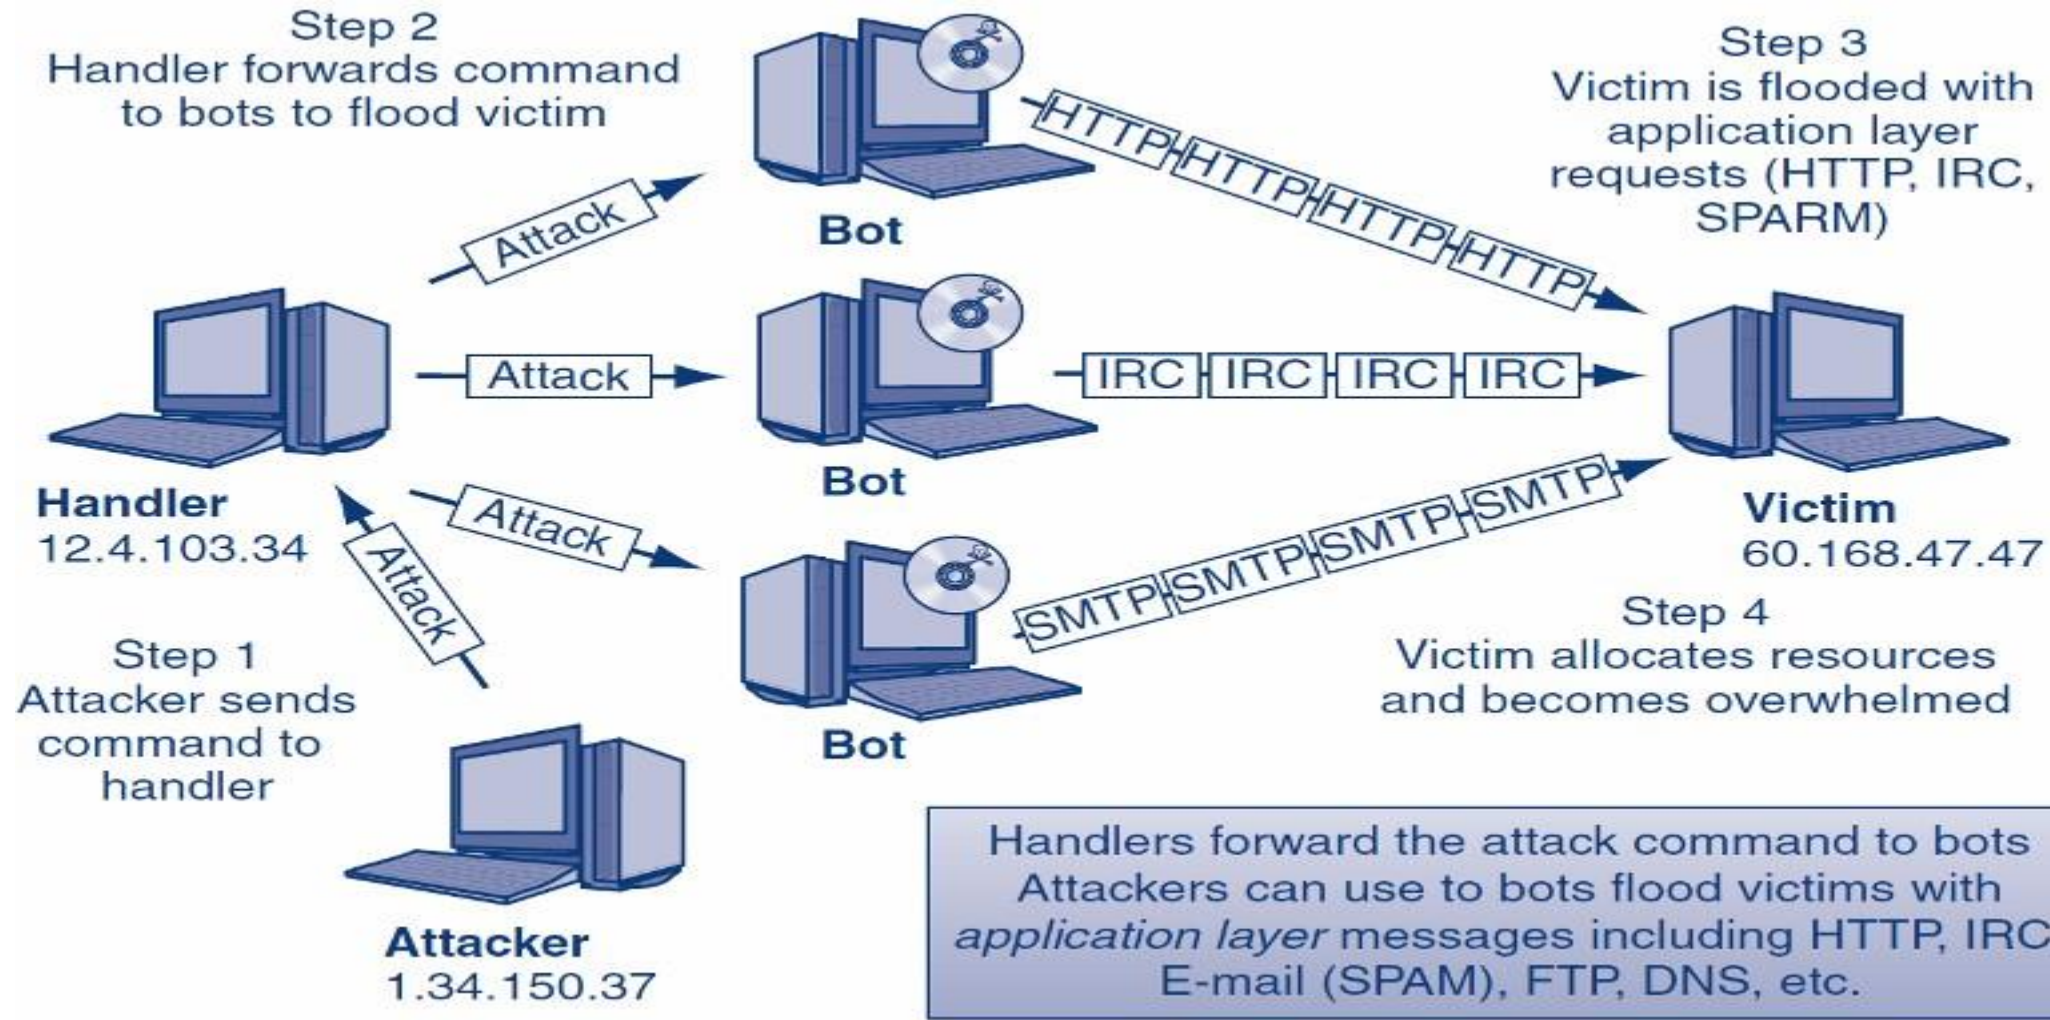 Step 2
Handler forwards command
to bots to flood victim
Attack
Bot
HTTP HTTP HTTP HTTP
Step 3
Victim is flooded with
application layer
requests (HTTP, IRC,
SPARM)
Attack
Bot
IRC IRC IRC IRC
Handler
12.4.103.34
Attack
Attack
Bot
SMTP SMTP SMTP SMTP
Victim
60.168.47.47
Step 1
Attacker sends
command to
handler
Step 4
Victim allocates resources
and becomes overwhelmed
Attacker
1.34.150.37
Handlers forward the attack command to bots
Attackers can use to bots flood victims with
application layer messages including HTTP, IRC
E-mail (SPAM), FTP, DNS, etc.